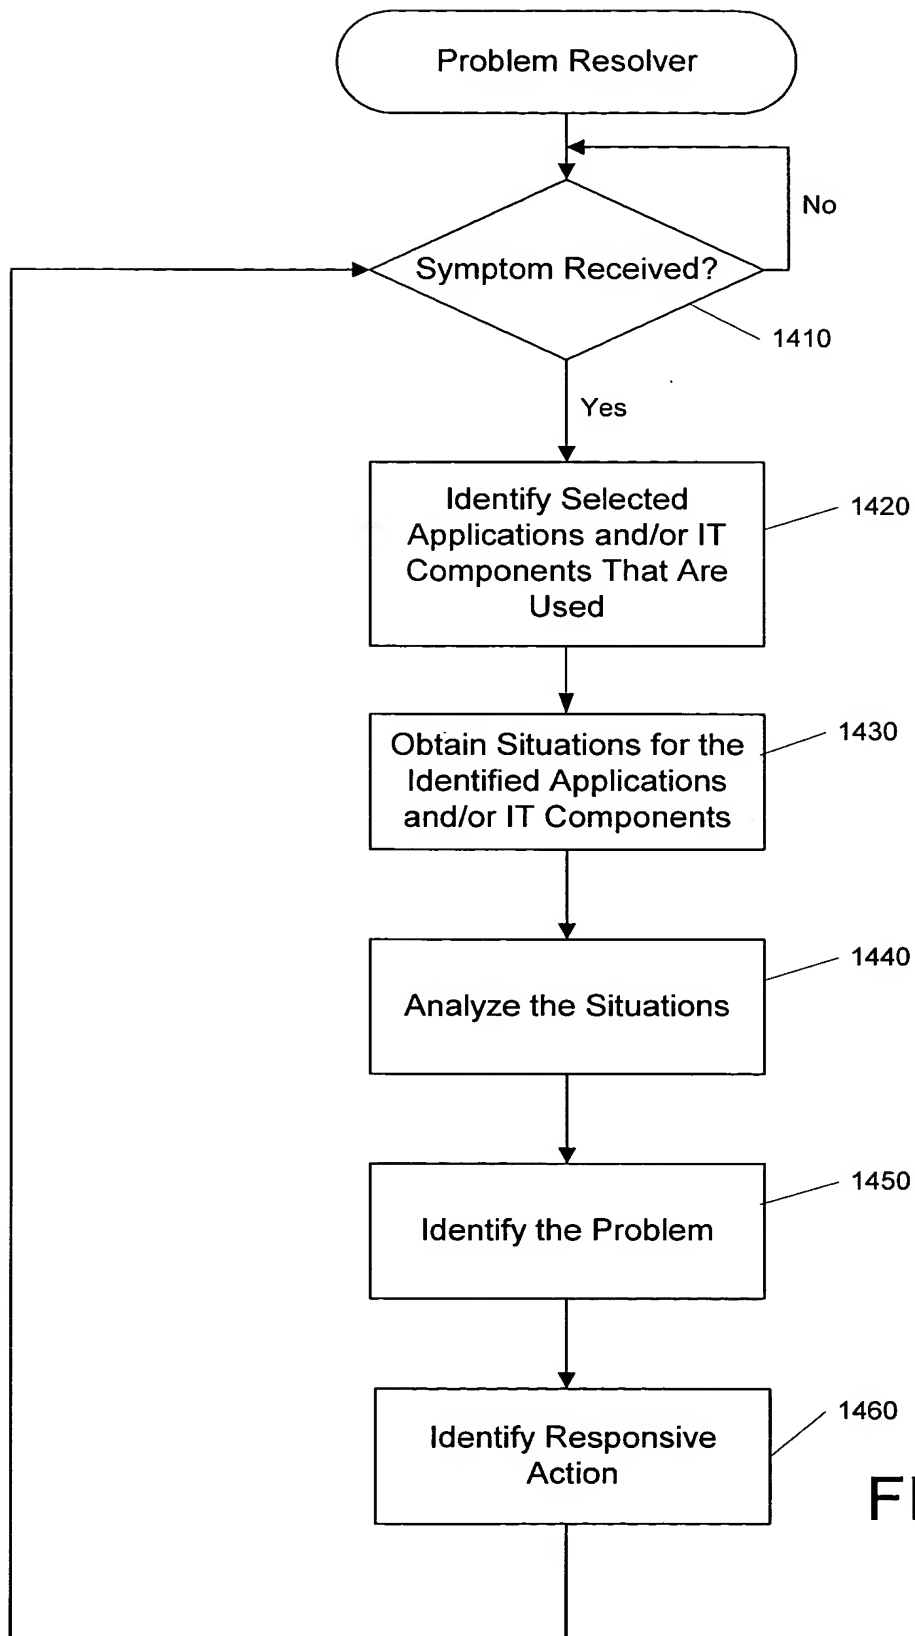 Problem Resolver
No
Symptom Received?
1410
Yes
Identify Selected
Applications and/or IT
Components That Are
Used
1420
Obtain Situations for the
Identified Applications
and/or IT Components
1430
Analyze the Situations
1440
Identify the Problem
1450
Identify Responsive
Action
1460